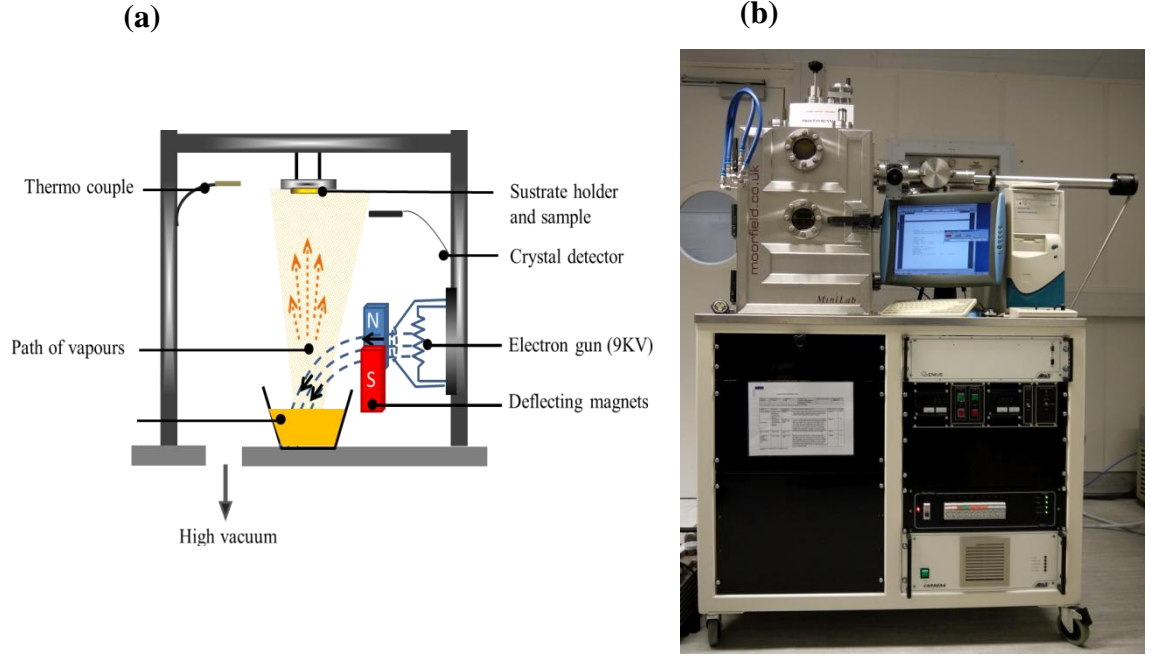 (a)
(b)
Thermo couple
Sustrate holder
and sample
Crystal detector
N
S
Path of vapours
Electron gun (9KV)
Deflecting magnets
High vacuum
moorfield.co.uk
MiniLab
CARRERA